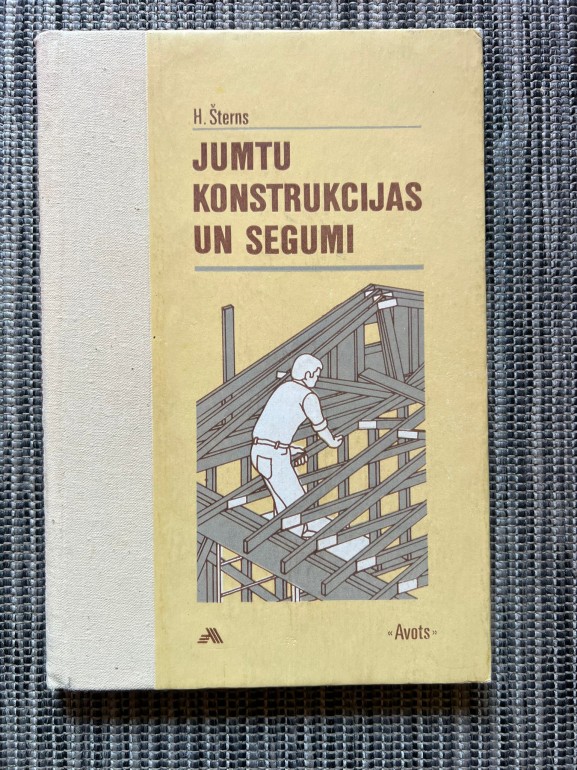 H. Šterns
JUMTU
KONSTRUKCIJAS
UN SEGUMI
«Avots»